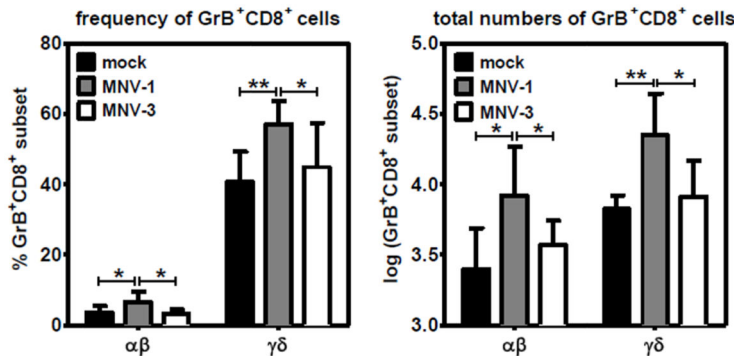 frequency of GrB⁺CD8⁺ cells
% GrB⁺CD8⁺ subset
80
60
40
20
0
mock
MNV-1
MNV-3
* *
** *
αβ γδ
total numbers of GrB⁺CD8⁺ cells
log (GrB⁺CD8⁺ subset)
5.0
4.5
4.0
3.5
3.0
mock
MNV-1
MNV-3
* *
** *
αβ γδ